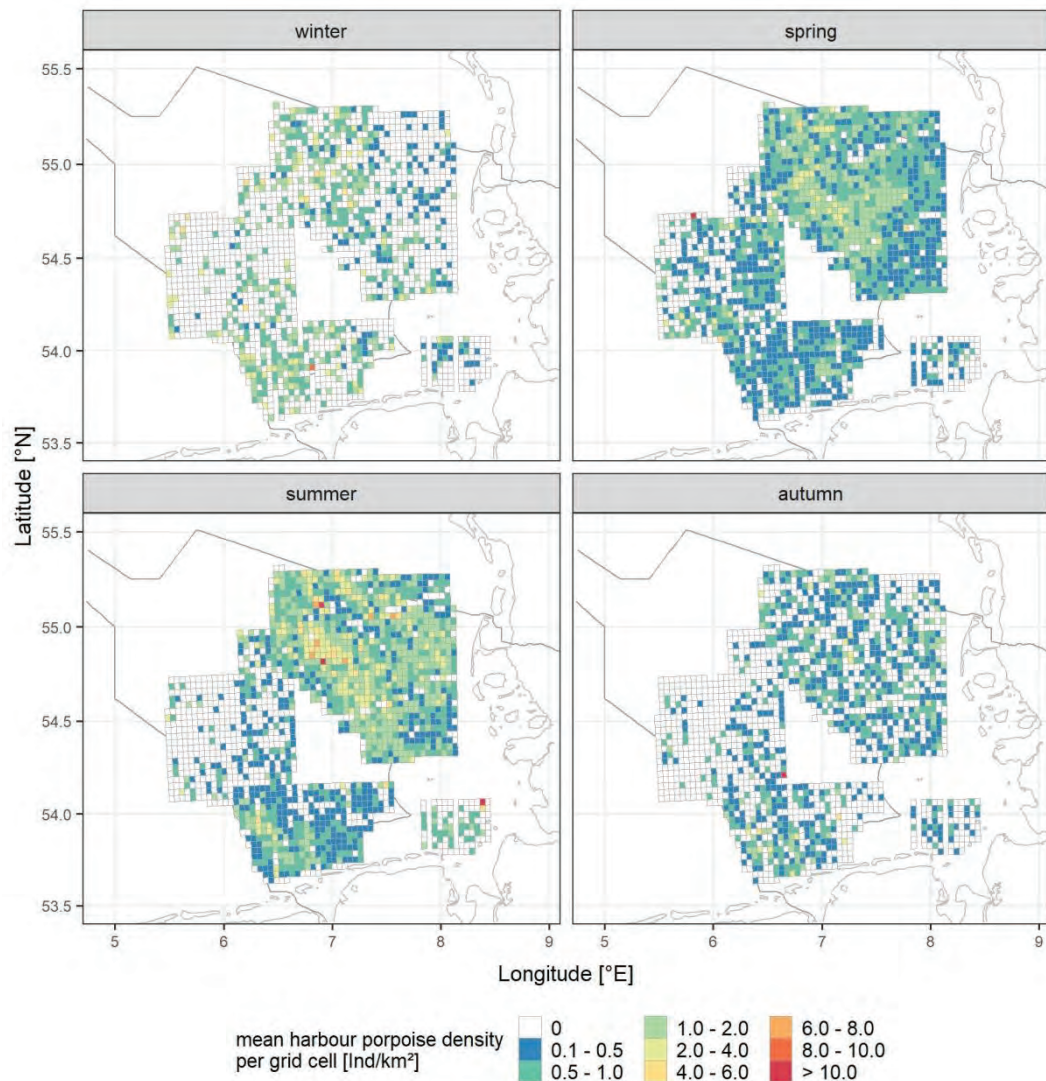 winter
spring
55.5
55.0
54.5
54.0
53.5
summer
autumn
55.5
55.0
54.5
54.0
53.5
Latitude [°N]
5 6 7 8 9 5 6 7 8 9
Longitude [°E]
mean harbour porpoise density
per grid cell [Ind/km²]
0
0.1 - 0.5
0.5 - 1.0
1.0 - 2.0
2.0 - 4.0
4.0 - 6.0
6.0 - 8.0
8.0 - 10.0
> 10.0